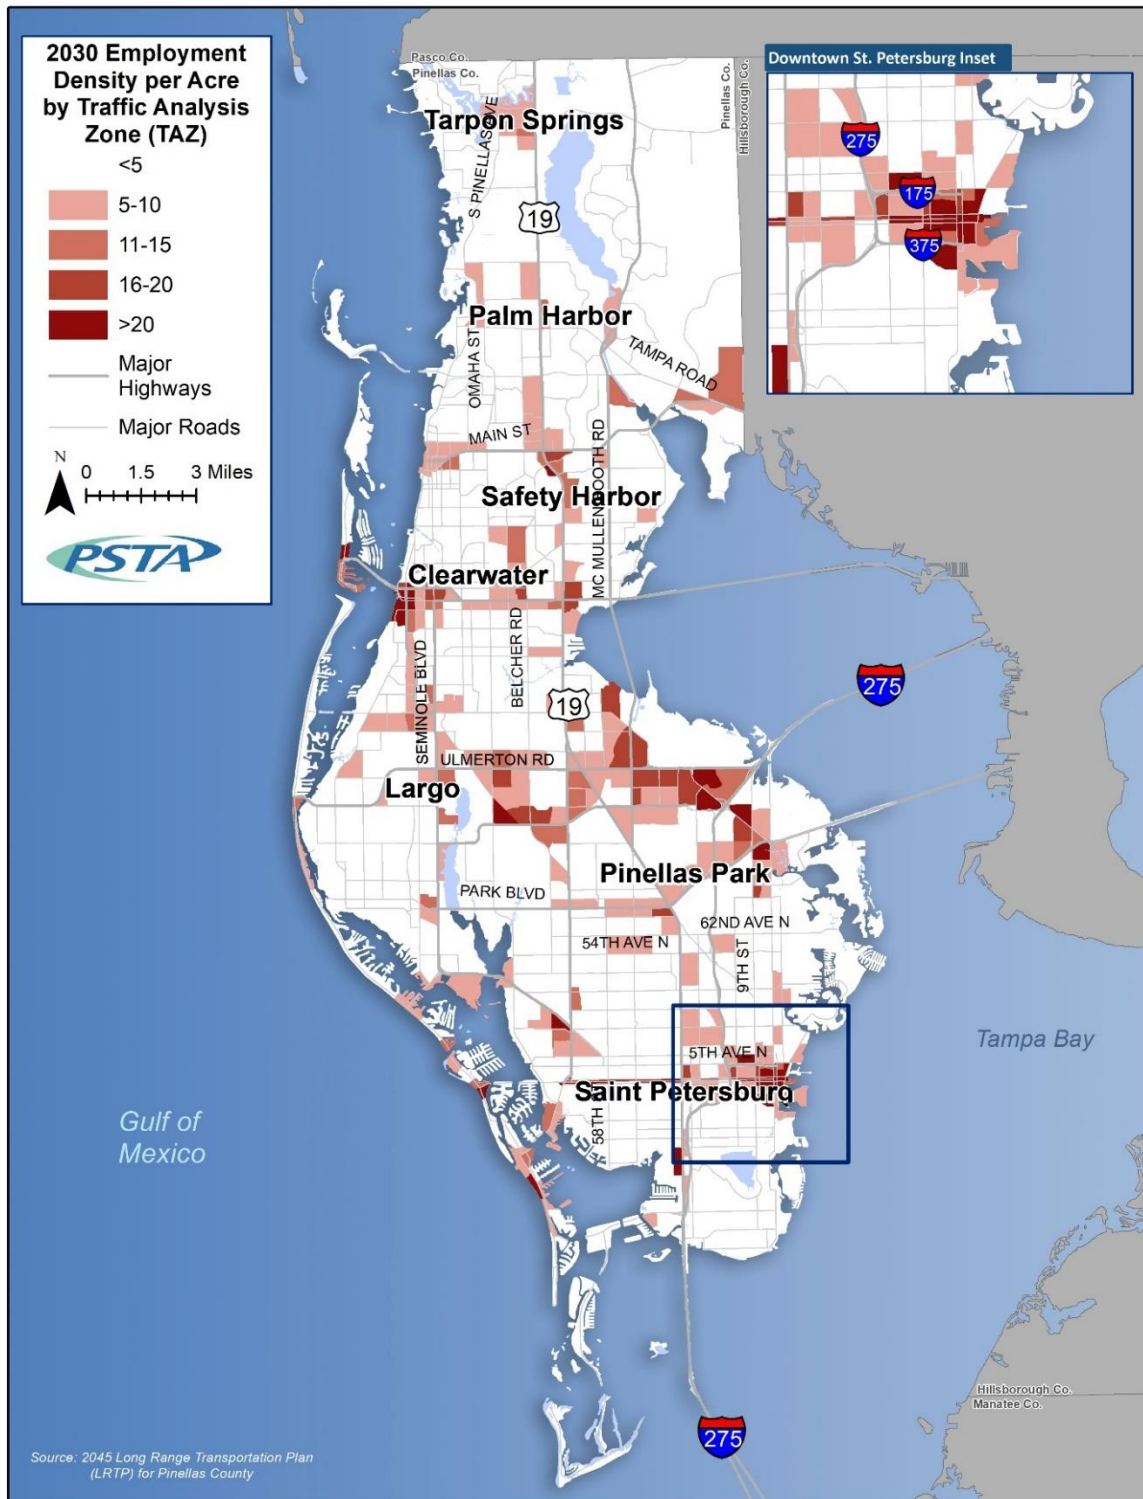 2030 Employment
Density per Acre
by Traffic Analysis
Zone (TAZ)
<5
5-10
11-15
16-20
>20
Major
Highways
Major Roads
N
0 1.5 3 Miles
PSTA
Pasco Co.
Pinellas Co.
Pinellas Co.
Hillsborough Co.
Downtown St. Petersburg Inset
275
175
375
Tarpon Springs
S PINELLAS AVE
19
Palm Harbor
OMAHA ST
TAMPA ROAD
MAIN ST
MC MULLEN BOOTH RD
Safety Harbor
Clearwater
BELCHER RD
SEMINOLE BLVD
275
19
ULMERTON RD
Largo
Pinellas Park
PARK BLVD
62ND AVE N
54TH AVE N
9TH ST
5TH AVE N
Saint Petersburg
Tampa Bay
Gulf of
Mexico
Hillsborough Co.
Manatee Co.
275
Source: 2045 Long Range Transportation Plan
(LRTP) for Pinellas County